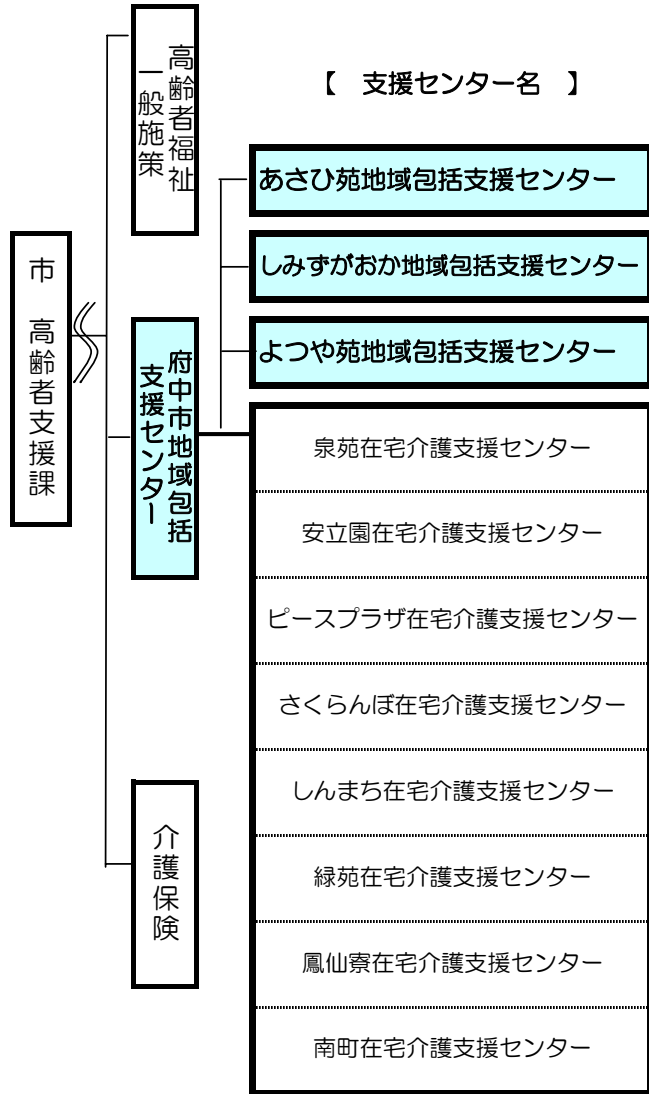 市 高齢者支援課
高齢者福祉
一般施策
府中市地域包括
支援センター
介護保険
【 支援センター名 】
あさひ苑地域包括支援センター
しみずがおか地域包括支援センター
よつや苑地域包括支援センター
泉苑在宅介護支援センター
安立園在宅介護支援センター
ピースプラザ在宅介護支援センター
さくらんぼ在宅介護支援センター
しんまち在宅介護支援センター
緑苑在宅介護支援センター
鳳仙寮在宅介護支援センター
南町在宅介護支援センター